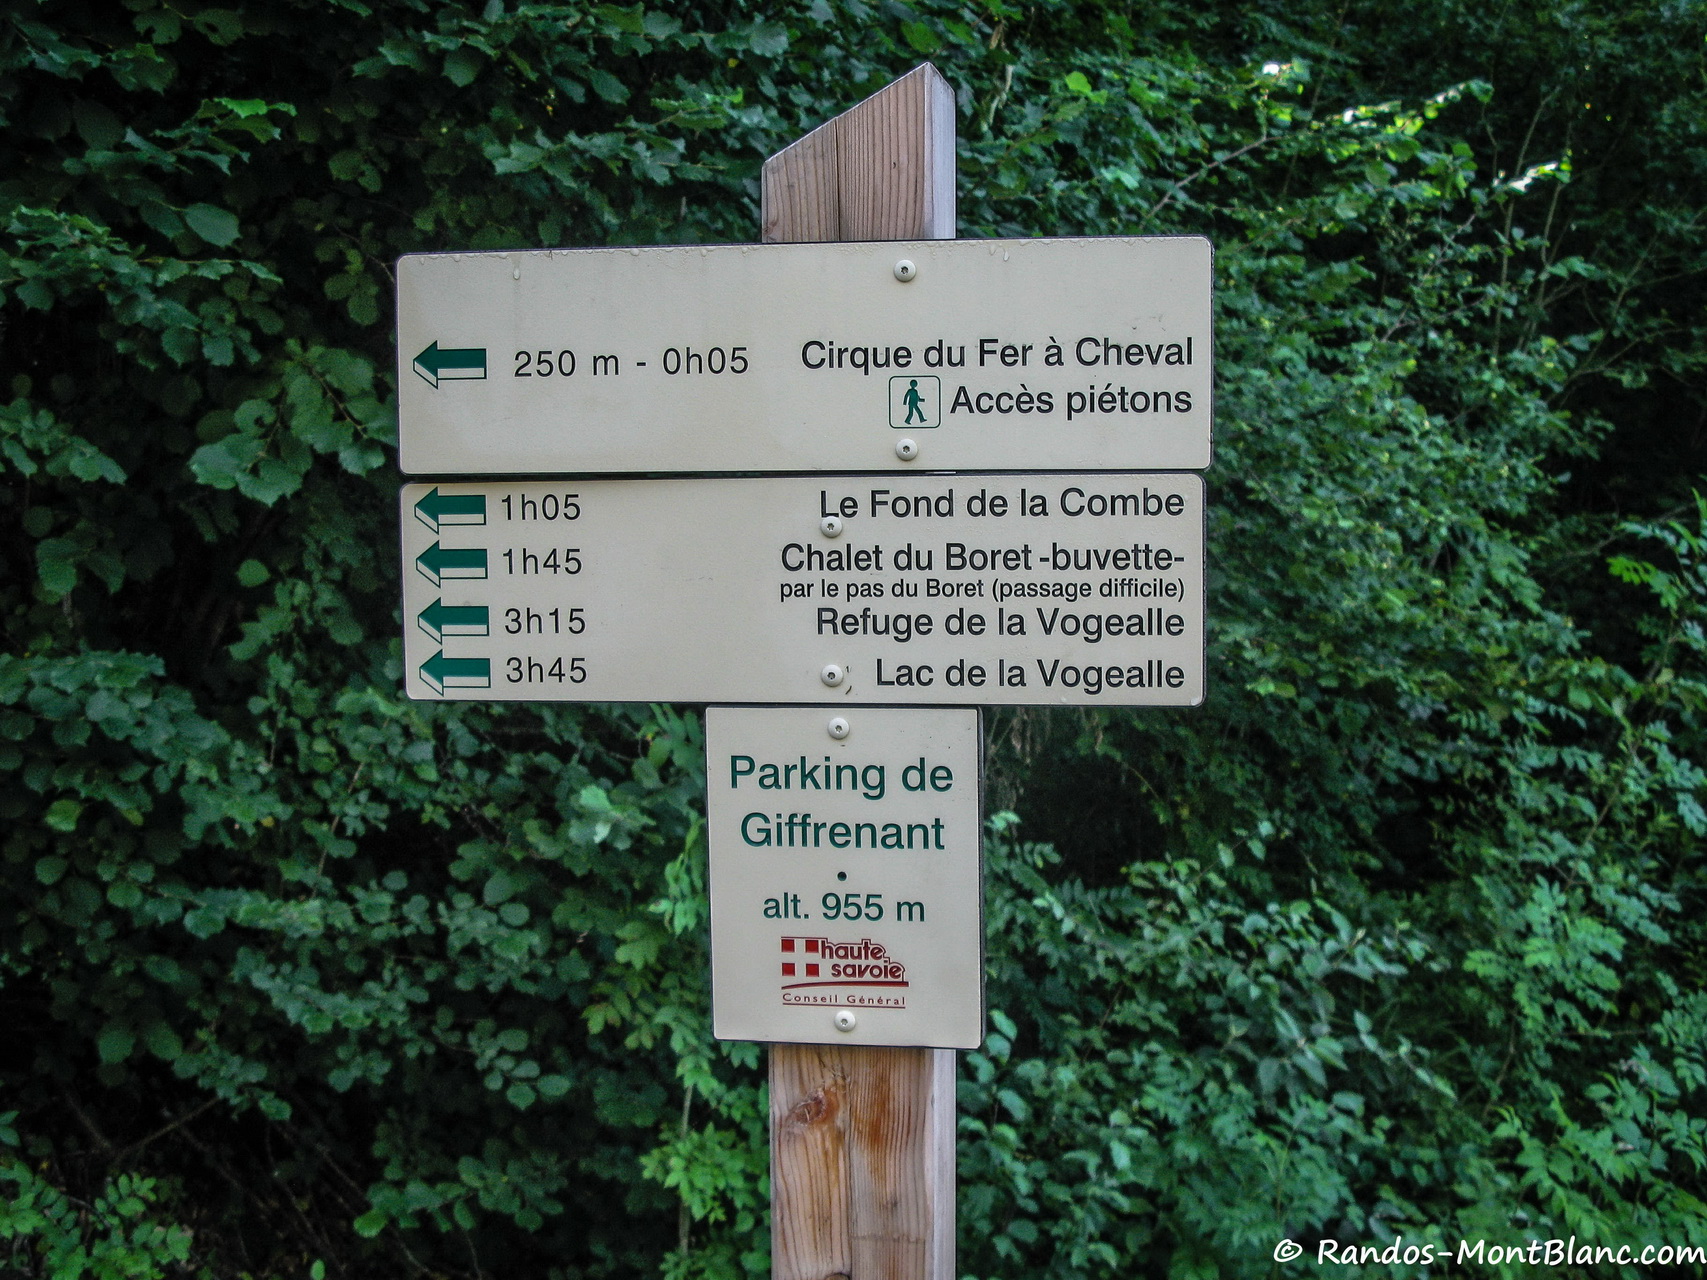 250 m - 0h05 Cirque du Fer à Cheval
Accès piétons
1h05 Le Fond de la Combe
1h45 Chalet du Boret -buvette-
par le pas du Boret (passage difficile)
3h15 Refuge de la Vogealle
3h45 Lac de la Vogealle
Parking de
Giffrenant
alt. 955 m
haute
savoie
Conseil Général
© Randos-MontBlanc.com